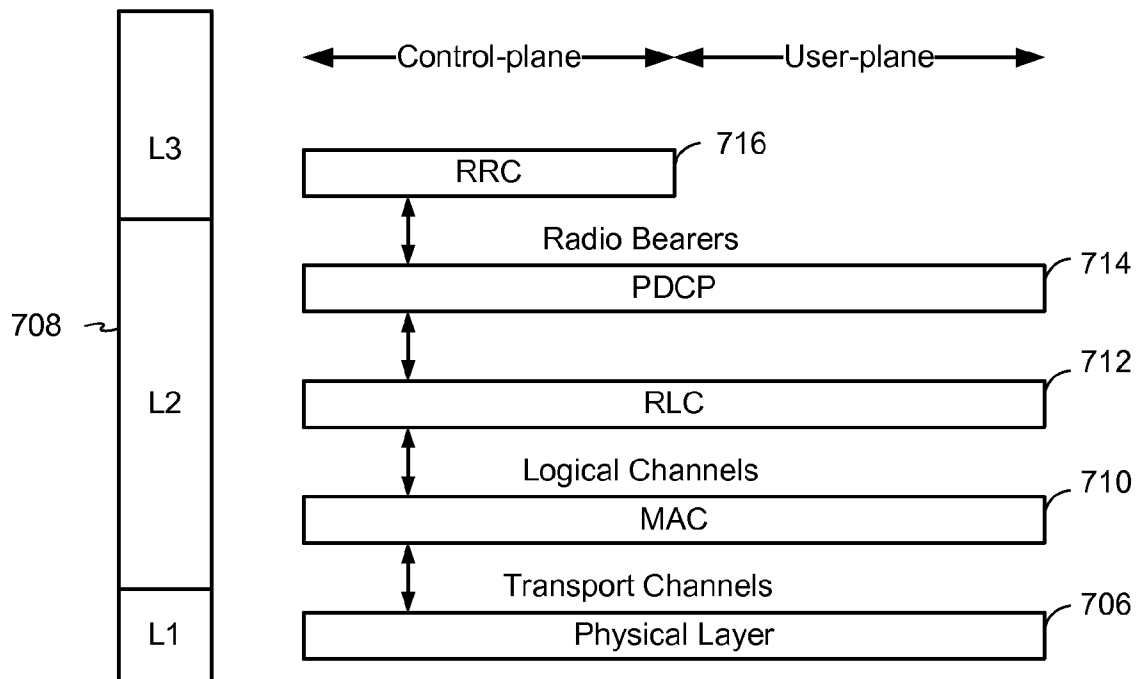 Control-plane
User-plane
L3
RRC
716
Radio Bearers
PDCP
714
708
L2
RLC
712
Logical Channels
MAC
710
Transport Channels
L1
Physical Layer
706